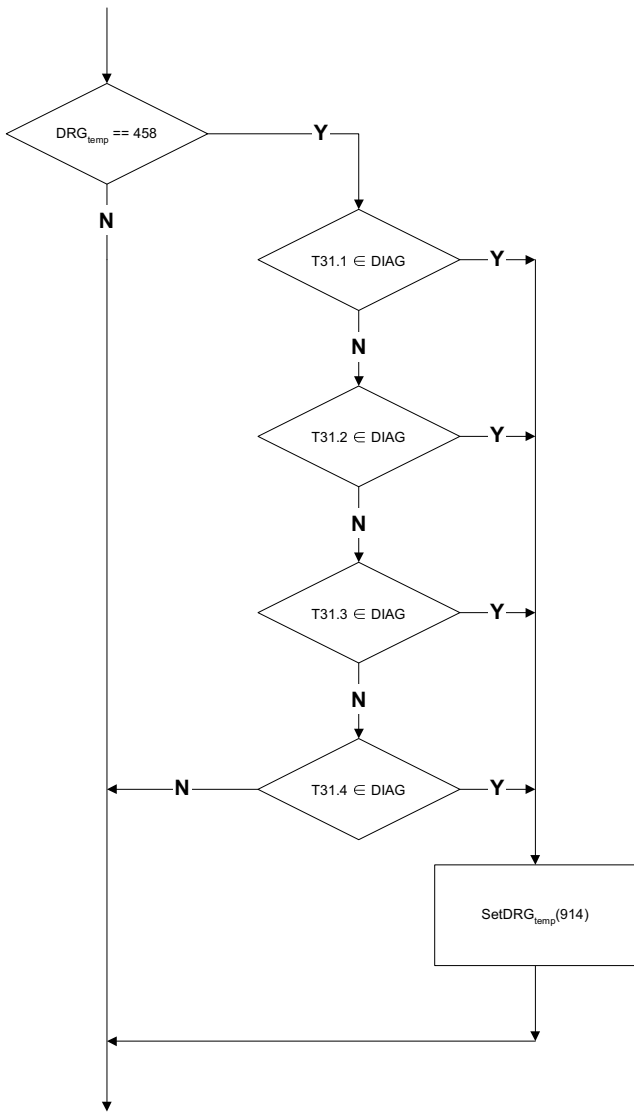 DRGtemp == 458
Y
N
T31.1 ∈ DIAG
Y
N
T31.2 ∈ DIAG
Y
N
T31.3 ∈ DIAG
Y
N
T31.4 ∈ DIAG
N
Y
SetDRGtemp(914)